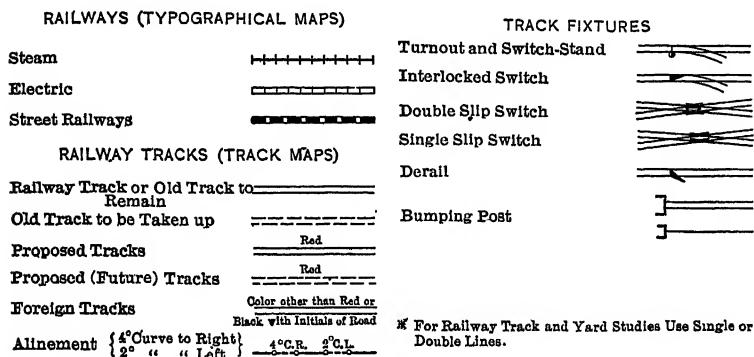 RAILWAYS (TYPOGRAPHICAL MAPS)
Steam
Electric
Street Railways
RAILWAY TRACKS (TRACK MAPS)
Railway Track or Old Track to
Remain
Old Track to be Taken up
Proposed Tracks
Red
Proposed (Future) Tracks
Red
Foreign Tracks
Color other than Red or
Black with Initials of Road
Alinement { 4°Curve to Right }
{ 2° “ “ Left }
4°C.R. 2°C.L.
TRACK FIXTURES
Turnout and Switch-Stand
Interlocked Switch
Double Slip Switch
Single Slip Switch
Derail
Bumping Post
* For Railway Track and Yard Studies Use Single or
Double Lines.